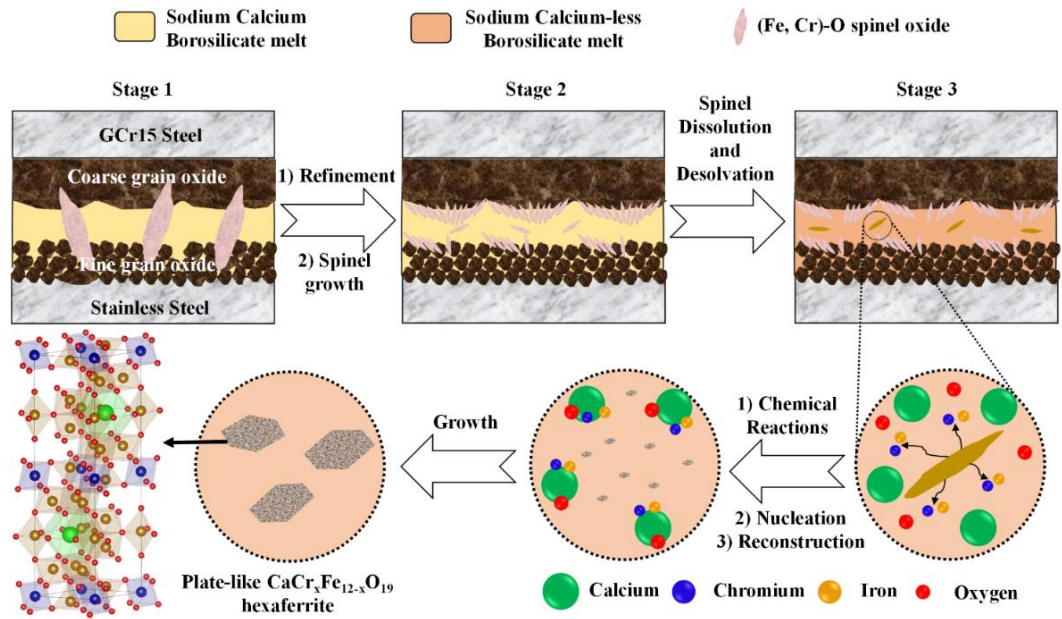 Sodium Calcium
Borosilicate melt
Sodium Calcium-less
Borosilicate melt
(Fe, Cr)-O spinel oxide
Stage 1
Stage 2
Stage 3
GCr15 Steel
Coarse grain oxide
Fine grain oxide
Stainless Steel
1) Refinement
2) Spinel
growth
Spinel
Dissolution
and
Desolvation
1) Chemical
Reactions
2) Nucleation
3) Reconstruction
Growth
Plate-like CaCrₓFe₁₂₋ₓO₁₉
hexaferrite
Calcium
Chromium
Iron
Oxygen